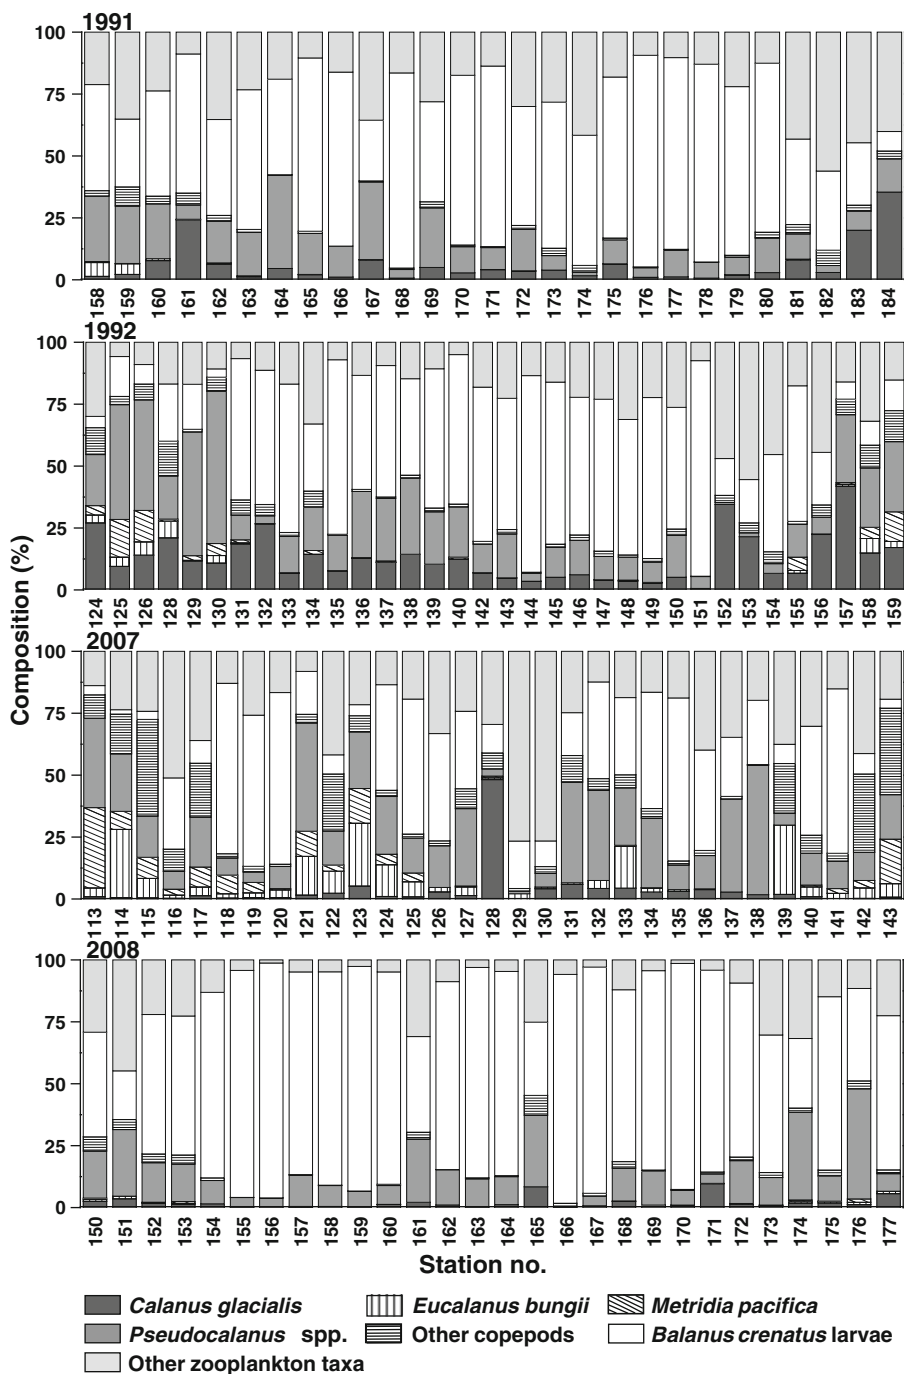 1991
100
75
50
25
0
158 159 160 161 162 163 164 165 166 167 168 169 170 171 172 173 174 175 176 177 178 179 180 181 182 183 184
1992
100
75
50
25
0
124 125 126 128 129 130 131 132 133 134 135 136 137 138 139 140 142 143 144 145 146 147 148 149 150 151 152 153 154 155 156 157 158 159
Composition (%)
2007
100
75
50
25
0
113 114 115 116 117 118 119 120 121 122 123 124 125 126 127 128 129 130 131 132 133 134 135 136 137 138 139 140 141 142 143
2008
100
75
50
25
0
150 151 152 153 154 155 156 157 158 159 160 161 162 163 164 165 166 167 168 169 170 171 172 173 174 175 176 177
Station no.
Calanus glacialis Eucalanus bungii Metridia pacifica
Pseudocalanus spp. Other copepods Balanus crenatus larvae
Other zooplankton taxa